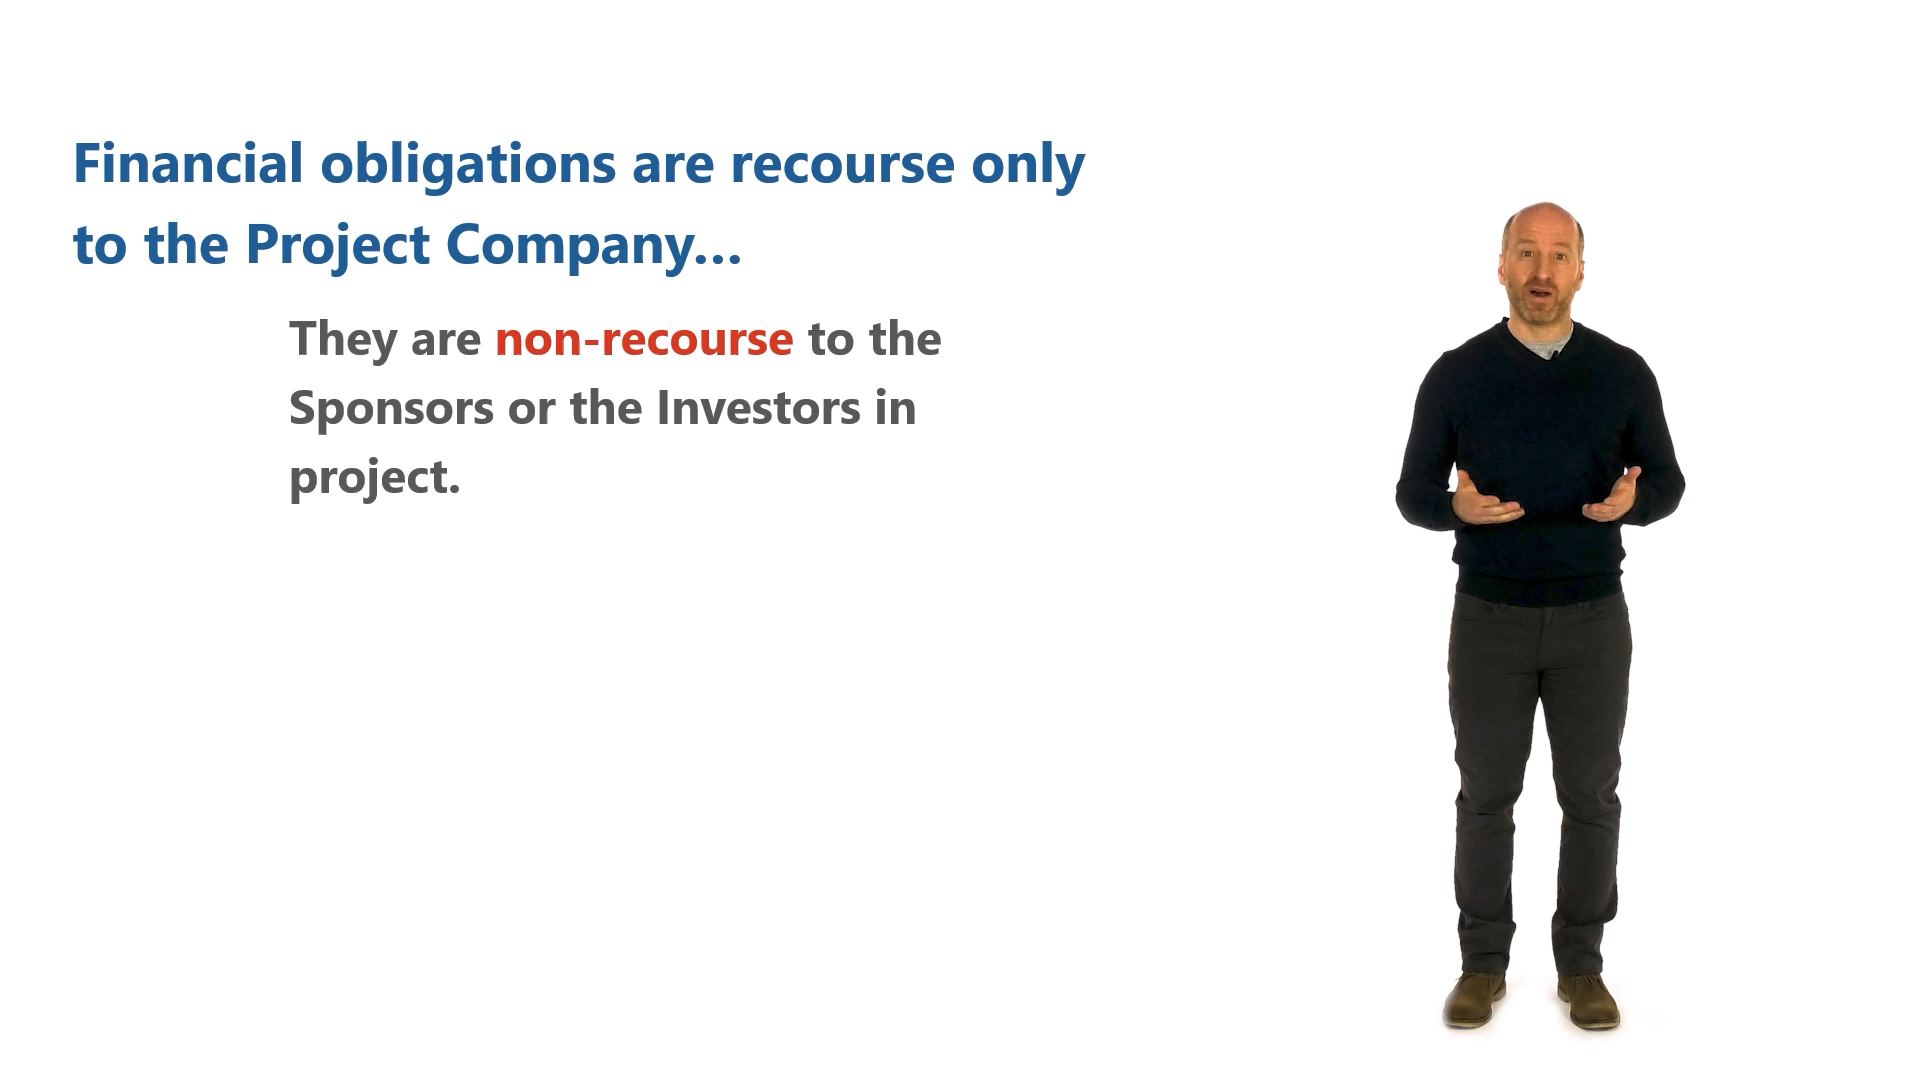 Financial obligations are recourse only
to the Project Company...
They are non-recourse to the
Sponsors or the Investors in
project.